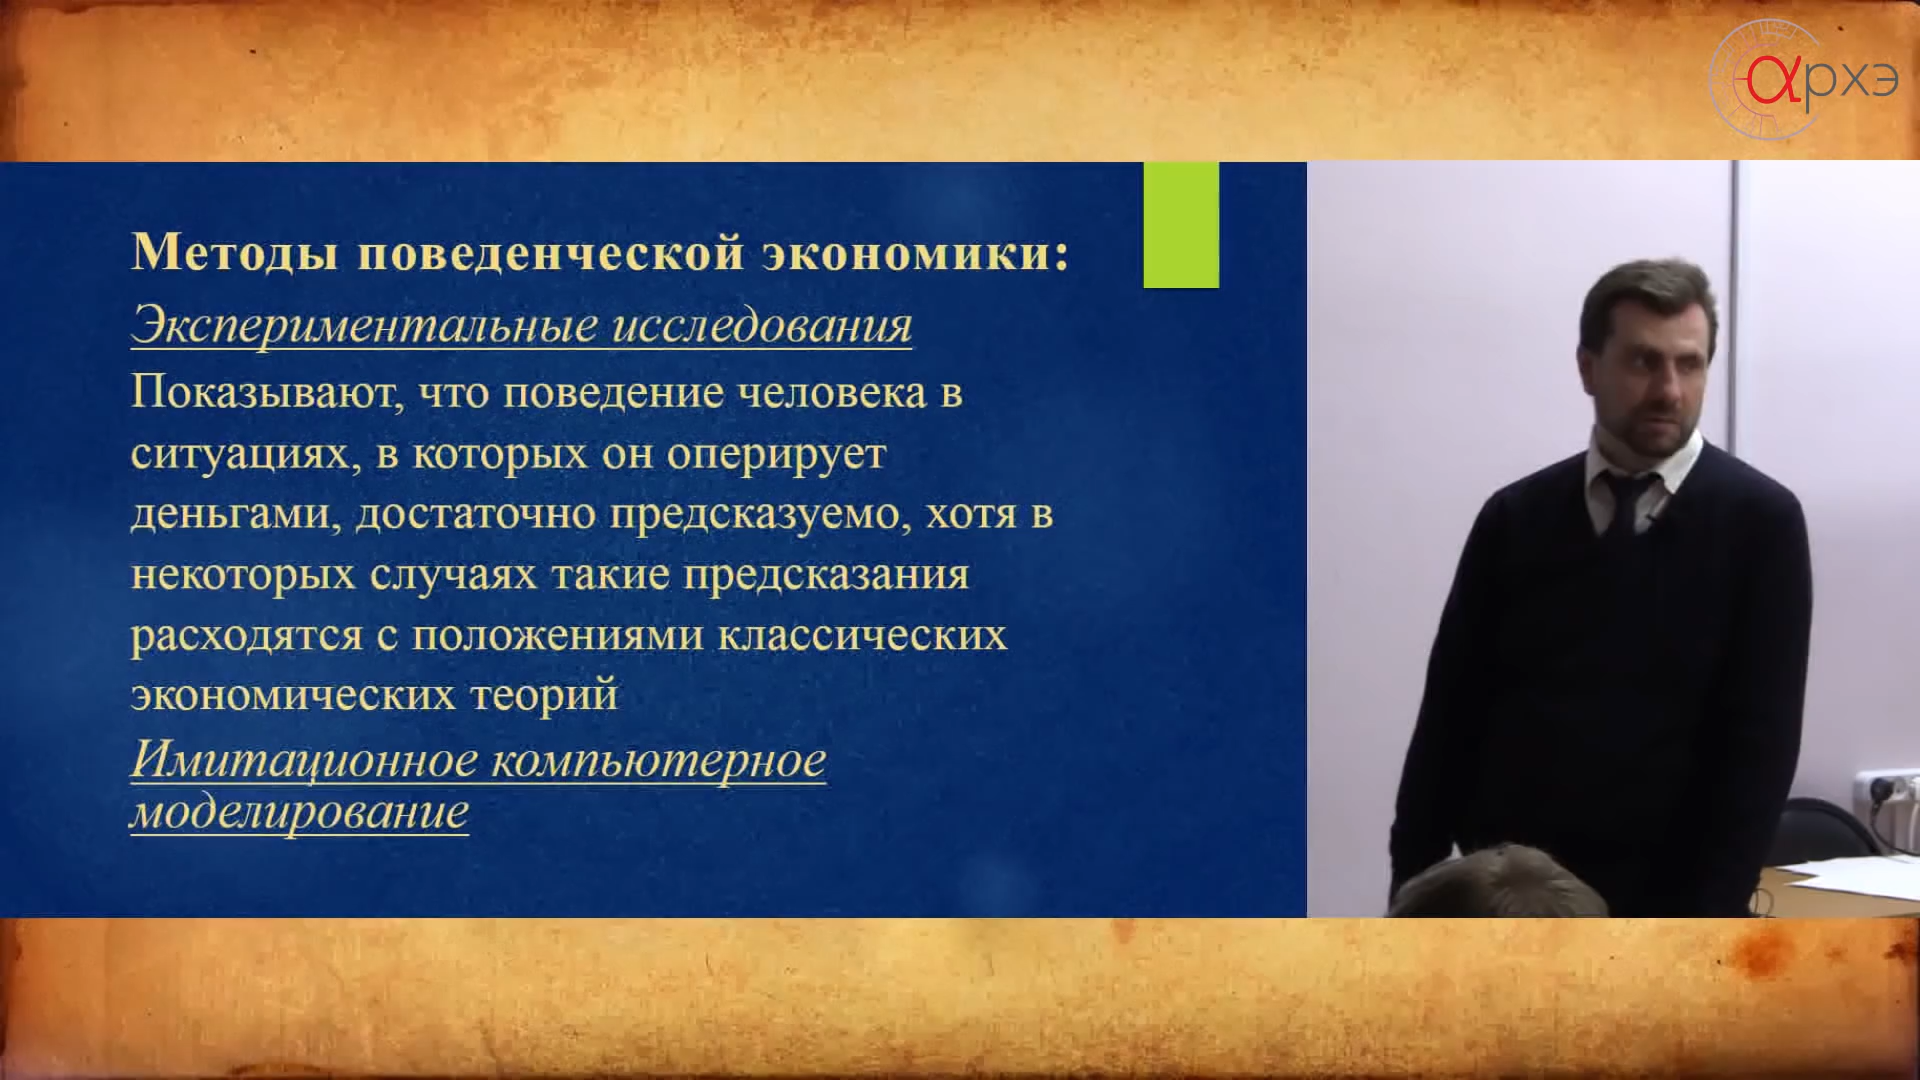 αрхэ
Методы поведенческой экономики:
Экспериментальные исследования
Показывают, что поведение человека в
ситуациях, в которых он оперирует
деньгами, достаточно предсказуемо, хотя в
некоторых случаях такие предсказания
расходятся с положениями классических
экономических теорий
Имитационное компьютерное
моделирование